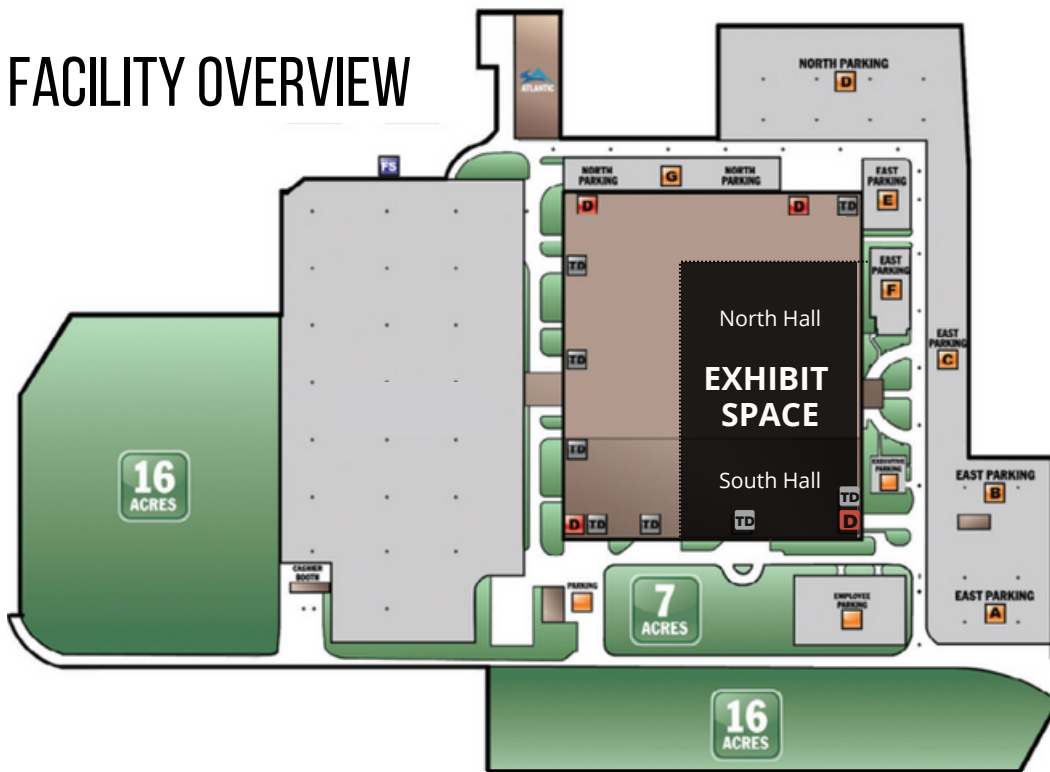 FACILITY OVERVIEW
ATLANTIC
NORTH PARKING
D
FS
NORTH
PARKING
G
NORTH
PARKING
EAST
PARKING
E
D
D
TD
TD
EAST
PARKING
F
North Hall
EAST
PARKING
C
TD
EXHIBIT
SPACE
TD
South Hall
EXECUTIVE
PARKING
EAST PARKING
B
16
ACRES
TD
D
TD
TD
TD
D
CASHIER
BOOTH
PARKING
7
ACRES
EMPLOYEE
PARKING
EAST PARKING
A
16
ACRES